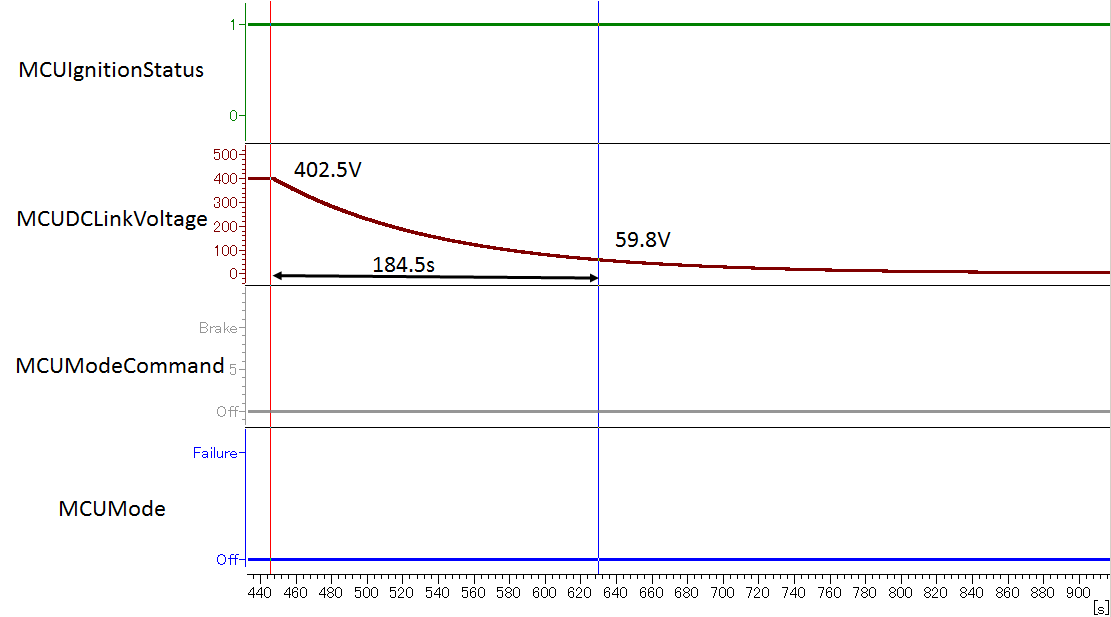 1
MCUIgnitionStatus
0
500
402.5V
400
300
MCUDCLinkVoltage
200
59.8V
100
184.5s
0
Brake
MCUModeCommand 5
Off
Failure
MCUMode
Off
440 460 480 500 520 540 560 580 600 620 640 660 680 700 720 740 760 780 800 820 840 860 880 900
[s]